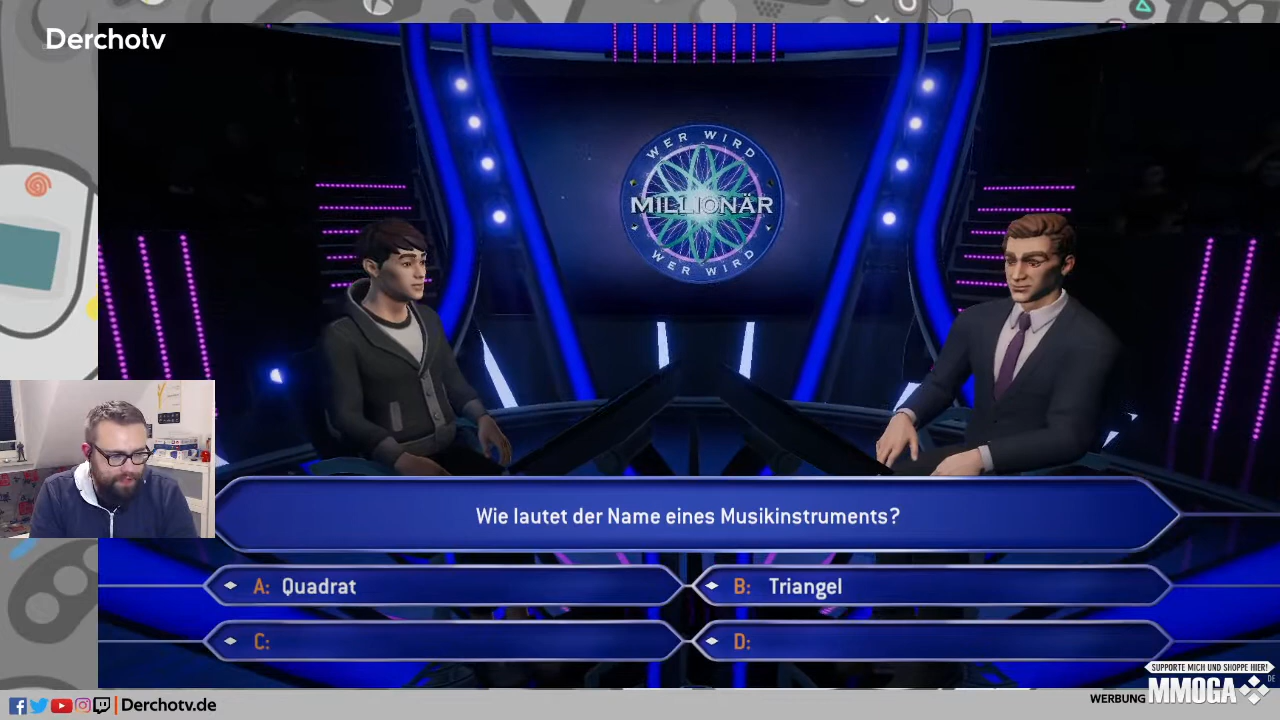 Derchotv
WER WIRD
MILLIONÄR
WER WIRD
Wie lautet der Name eines Musikinstruments?
A: Quadrat
B: Triangel
C:
D:
SUPPORTE MICH UND SHOPPE HIER!
WERBUNG MMOGA DE
Derchotv.de